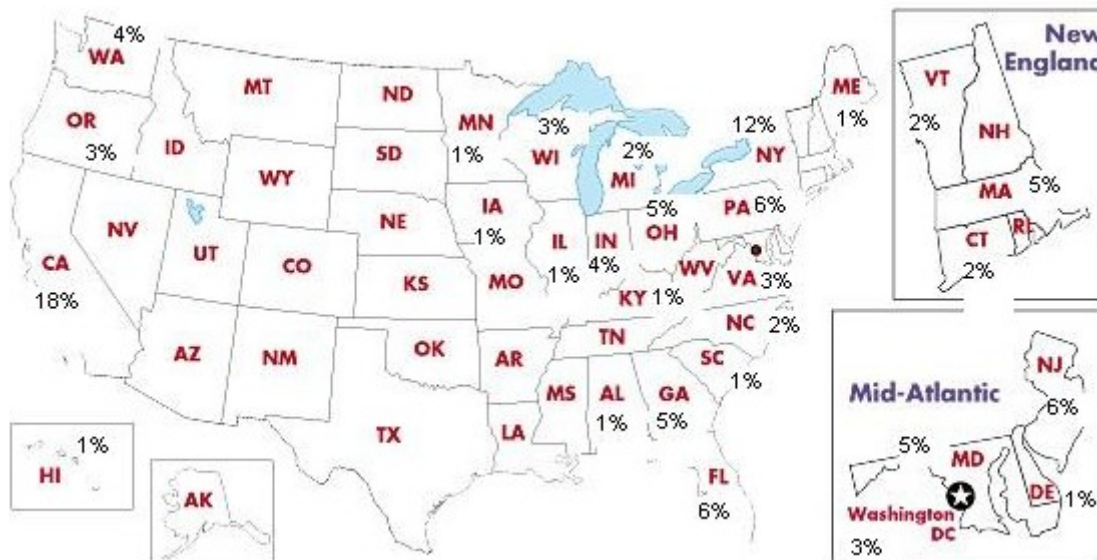 4%
WA
MT
ND
MN
ME
1%
OR
3%
ID
SD
1%
3%
WI
2%
MI
12%
NY
WY
IA
1%
5%
OH
PA 6%
NV
NE
CA
18%
UT
CO
IL
1%
IN
4%
WV
VA 3%
KS
MO
KY 1%
NC 2%
TN
AZ
NM
OK
AR
SC
1%
MS
AL
1%
GA
5%
TX
LA
FL
6%
1%
HI
AK
New
England
VT
2%
NH
MA 5%
CT
2%
RI
Mid-Atlantic
NJ
6%
5%
MD
DE 1%
Washington
DC
3%